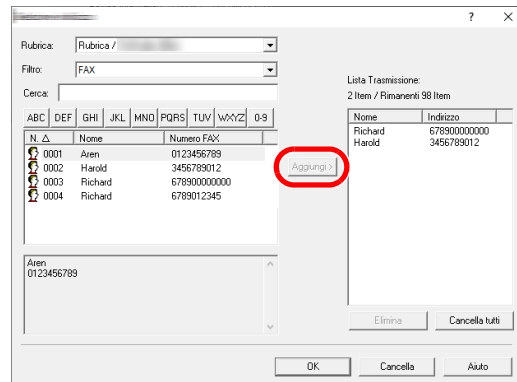 ?
Rubrica: Rubrica /
Filtro: FAX
Cerca:
ABC DEF GHI JKL MNO PQRS TUV WXYZ 0-9
N. Nome Numero FAX
0001 Aren 0123456789
0002 Harold 3456789012
0003 Richard 678900000000
0004 Richard 6789012345
Aren
0123456789
Aggiungi >
Lista Trasmissione:
2 Item / Rimanenti 98 Item
Nome Indirizzo
Richard 678900000000
Harold 3456789012
Elimina Cancella tutti
OK Cancella Aiuto